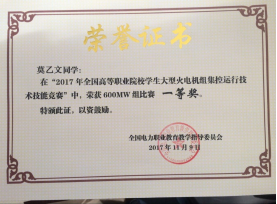 荣誉证书
莫乙文同学：
在“2017年全国高等职业院校学生大型火电机组集控运行技
术技能竞赛”中，荣获600MW组比赛 一等奖。
特颁此证，以资鼓励。
全国电力职业教育教学指导委员会
2017年11月9日